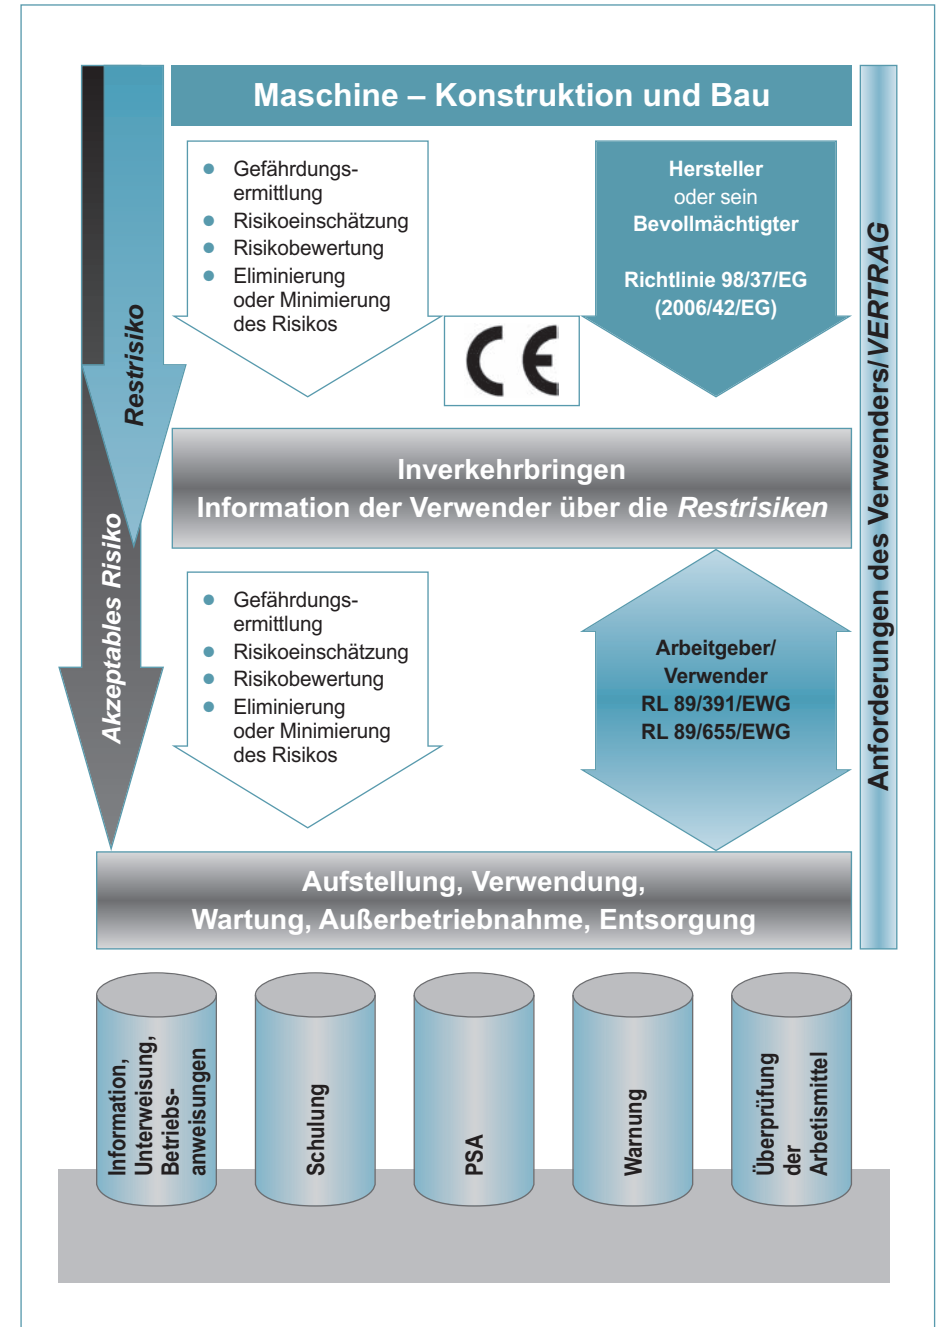 Maschine – Konstruktion und Bau
Gefährdungs-
ermittlung
Risikoeinschätzung
Risikobewertung
Eliminierung
oder Minimierung
des Risikos
Hersteller
oder sein
Bevollmächtigter
Richtlinie 98/37/EG
(2006/42/EG)
CE
Restrisiko
Akzeptables Risiko
Anforderungen des Verwenders/VERTRAG
Inverkehrbringen
Information der Verwender über die Restrisiken
Gefährdungs-
ermittlung
Risikoeinschätzung
Risikobewertung
Eliminierung
oder Minimierung
des Risikos
Arbeitgeber/
Verwender
RL 89/391/EWG
RL 89/655/EWG
Aufstellung, Verwendung,
Wartung, Außerbetriebnahme, Entsorgung
Information,
Unterweisung,
Betriebs-
anweisungen
Schulung
PSA
Warnung
Überprüfung
der
Arbetismittel